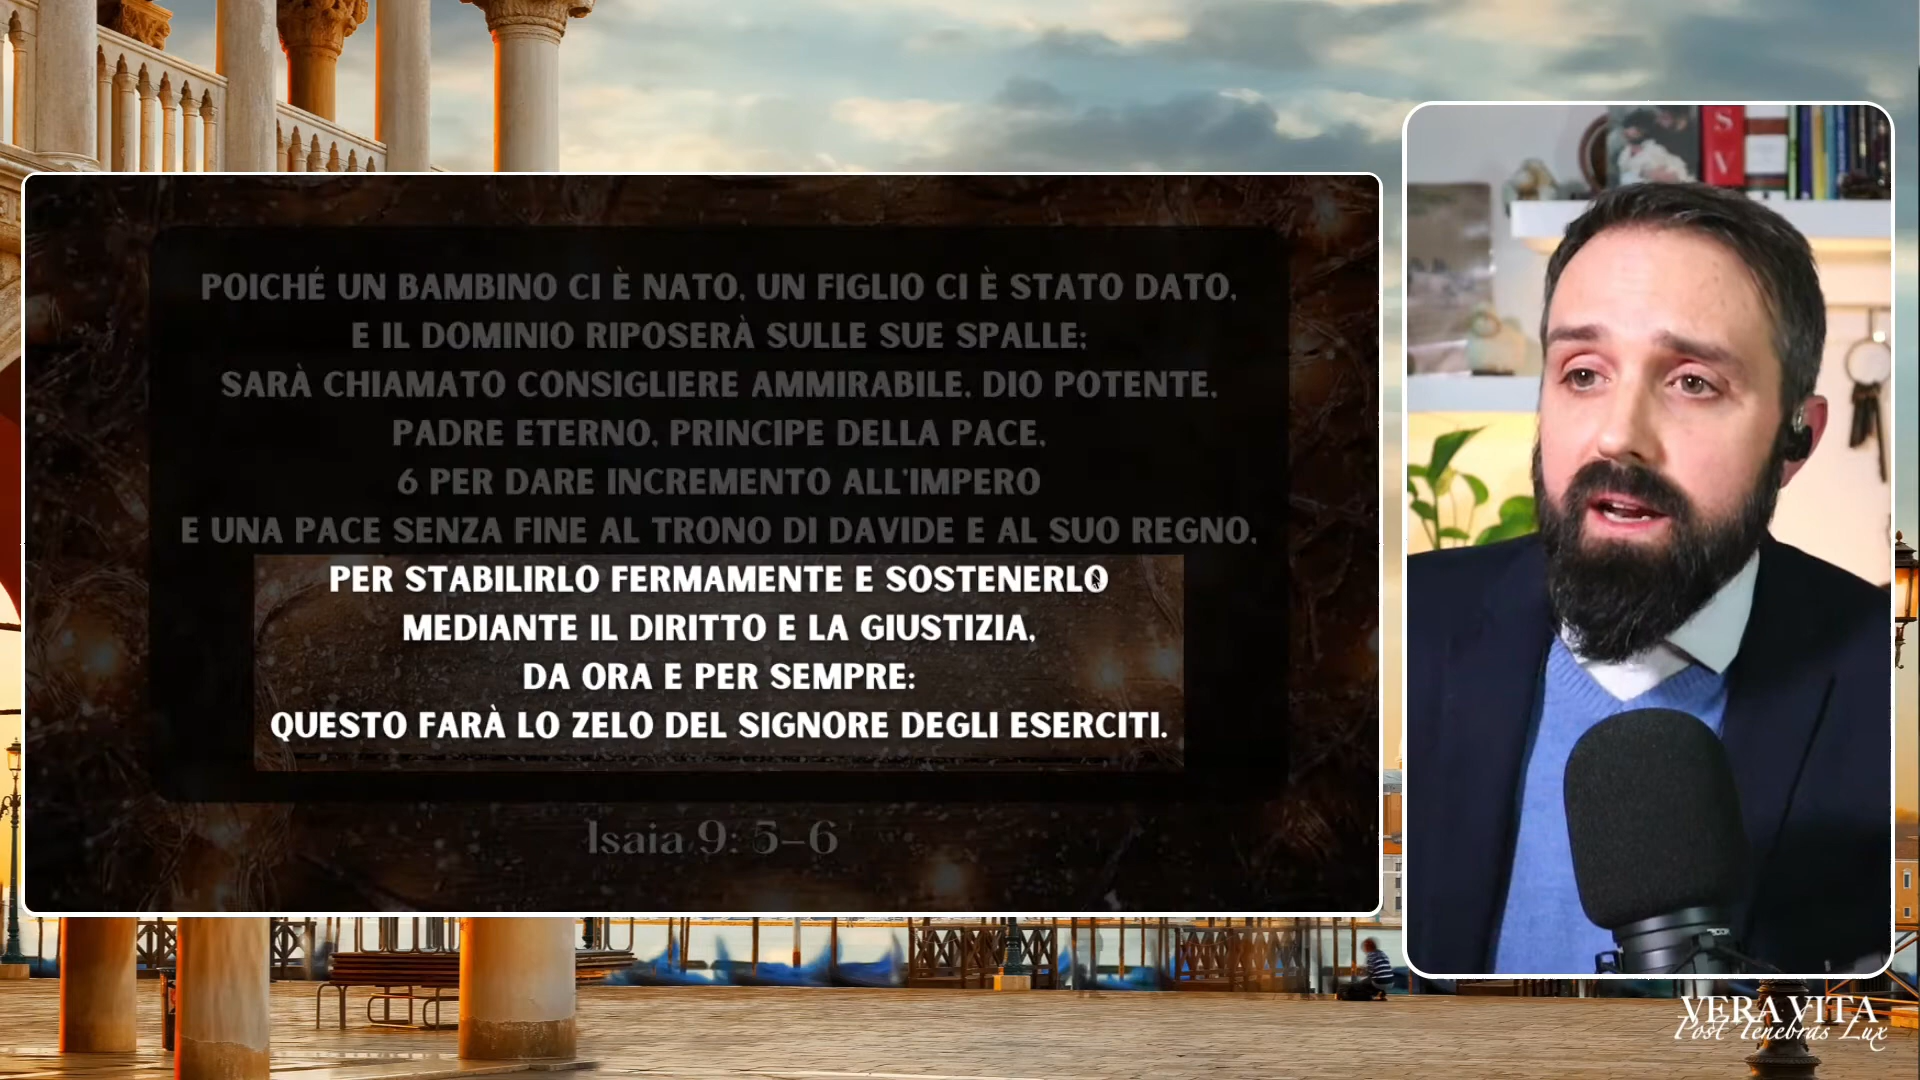 POICHÉ UN BAMBINO CI È NATO, UN FIGLIO CI È STATO DATO,
E IL DOMINIO RIPOSERÀ SULLE SUE SPALLE;
SARÀ CHIAMATO CONSIGLIERE AMMIRABILE, DIO POTENTE,
PADRE ETERNO, PRINCIPE DELLA PACE,
6 PER DARE INCREMENTO ALL'IMPERO
E UNA PACE SENZA FINE AL TRONO DI DAVIDE E AL SUO REGNO,
PER STABILIRLO FERMAMENTE E SOSTENERLO
MEDIANTE IL DIRITTO E LA GIUSTIZIA,
DA ORA E PER SEMPRE:
QUESTO FARÀ LO ZELO DEL SIGNORE DEGLI ESERCITI.
Isaia 9: 5–6
S
V
VERA VITA
Post Tenebras Lux